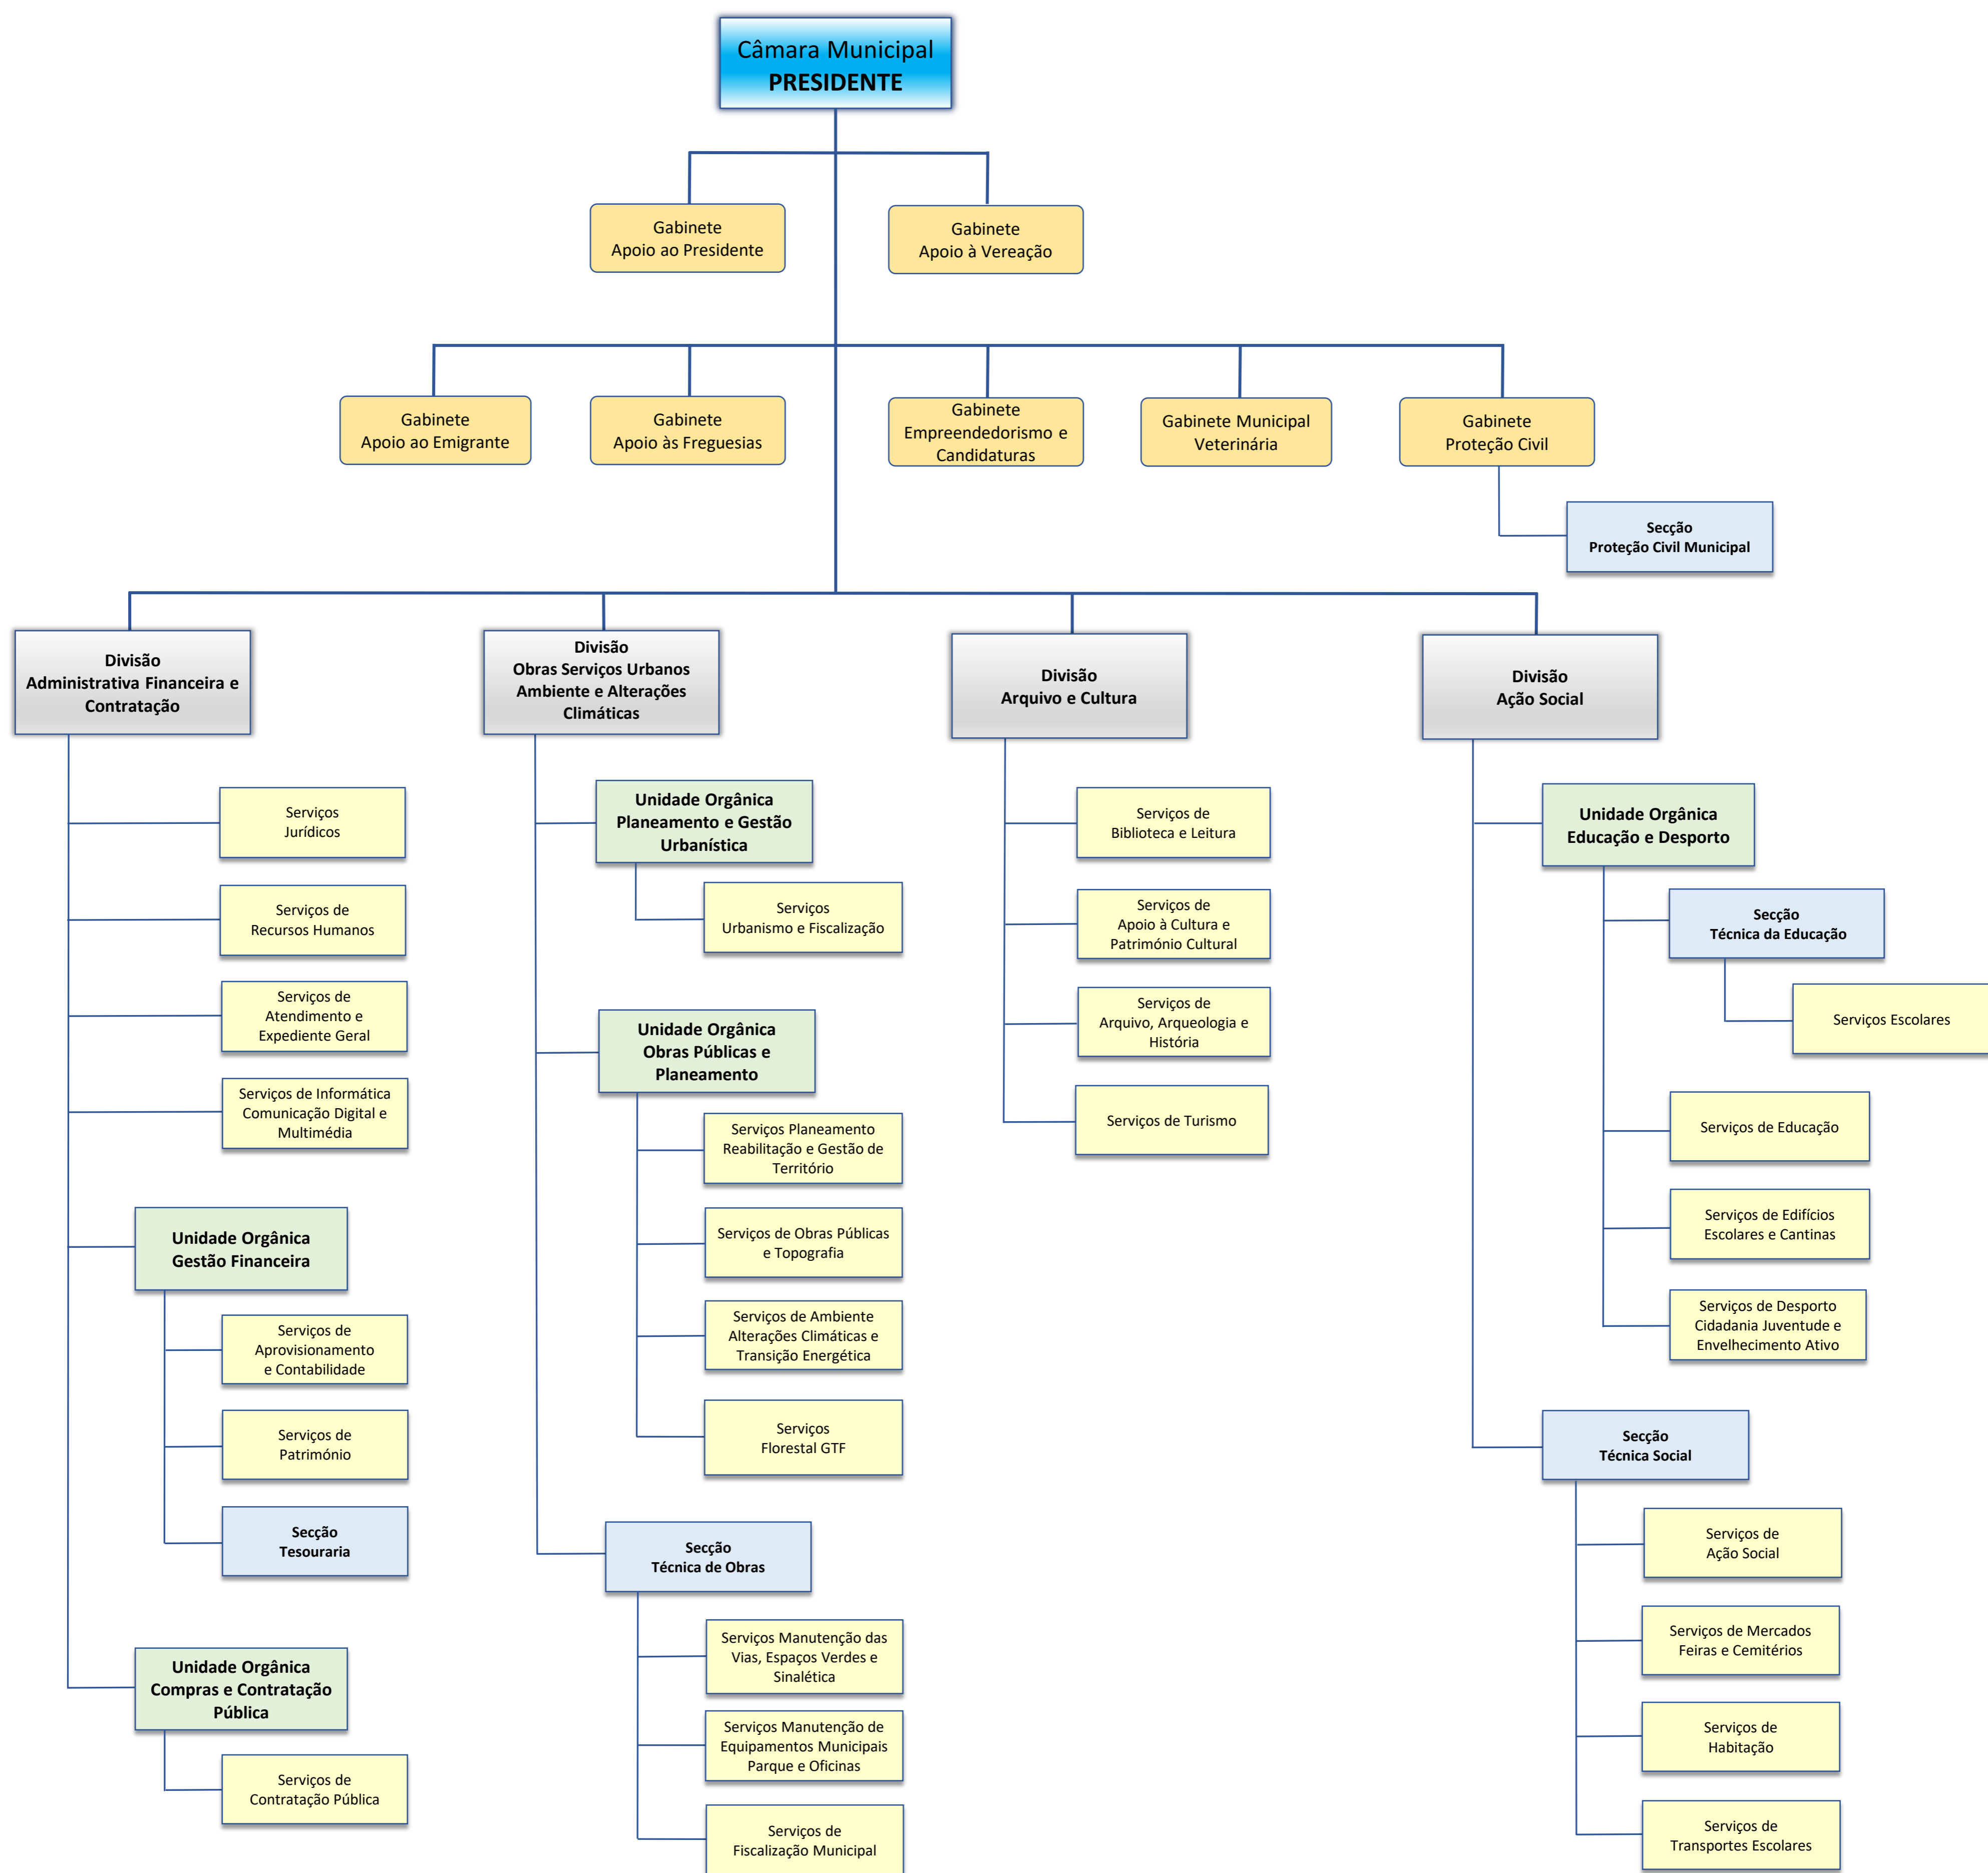 Câmara Municipal
PRESIDENTE
Gabinete
Apoio ao Presidente
Gabinete
Apoio à Vereação
Gabinete
Apoio ao Emigrante
Gabinete
Apoio às Freguesias
Gabinete
Empreendedorismo e
Candidaturas
Gabinete Municipal
Veterinária
Gabinete
Proteção Civil
Secção
Proteção Civil Municipal
Divisão
Administrativa Financeira e
Contratação
Serviços
Jurídicos
Serviços de
Recursos Humanos
Serviços de
Atendimento e
Expediente Geral
Serviços de Informática
Comunicação Digital e
Multimédia
Unidade Orgânica
Gestão Financeira
Serviços de
Aprovisionamento
e Contabilidade
Serviços de
Património
Secção
Tesouraria
Unidade Orgânica
Compras e Contratação
Pública
Serviços de
Contratação Pública
Divisão
Obras Serviços Urbanos
Ambiente e Alterações
Climáticas
Unidade Orgânica
Planeamento e Gestão
Urbanística
Serviços
Urbanismo e Fiscalização
Unidade Orgânica
Obras Públicas e
Planeamento
Serviços Planeamento
Reabilitação e Gestão de
Território
Serviços de Obras Públicas
e Topografia
Serviços de Ambiente
Alterações Climáticas e
Transição Energética
Serviços
Florestal GTF
Secção
Técnica de Obras
Serviços Manutenção das
Vias, Espaços Verdes e
Sinalética
Serviços Manutenção de
Equipamentos Municipais
Parque e Oficinas
Serviços de
Fiscalização Municipal
Divisão
Arquivo e Cultura
Serviços de
Biblioteca e Leitura
Serviços de
Apoio à Cultura e
Património Cultural
Serviços de
Arquivo, Arqueologia e
História
Serviços de Turismo
Divisão
Ação Social
Unidade Orgânica
Educação e Desporto
Secção
Técnica da Educação
Serviços Escolares
Serviços de Educação
Serviços de Edifícios
Escolares e Cantinas
Serviços de Desporto
Cidadania Juventude e
Envelhecimento Ativo
Secção
Técnica Social
Serviços de
Ação Social
Serviços de Mercados
Feiras e Cemitérios
Serviços de
Habitação
Serviços de
Transportes Escolares